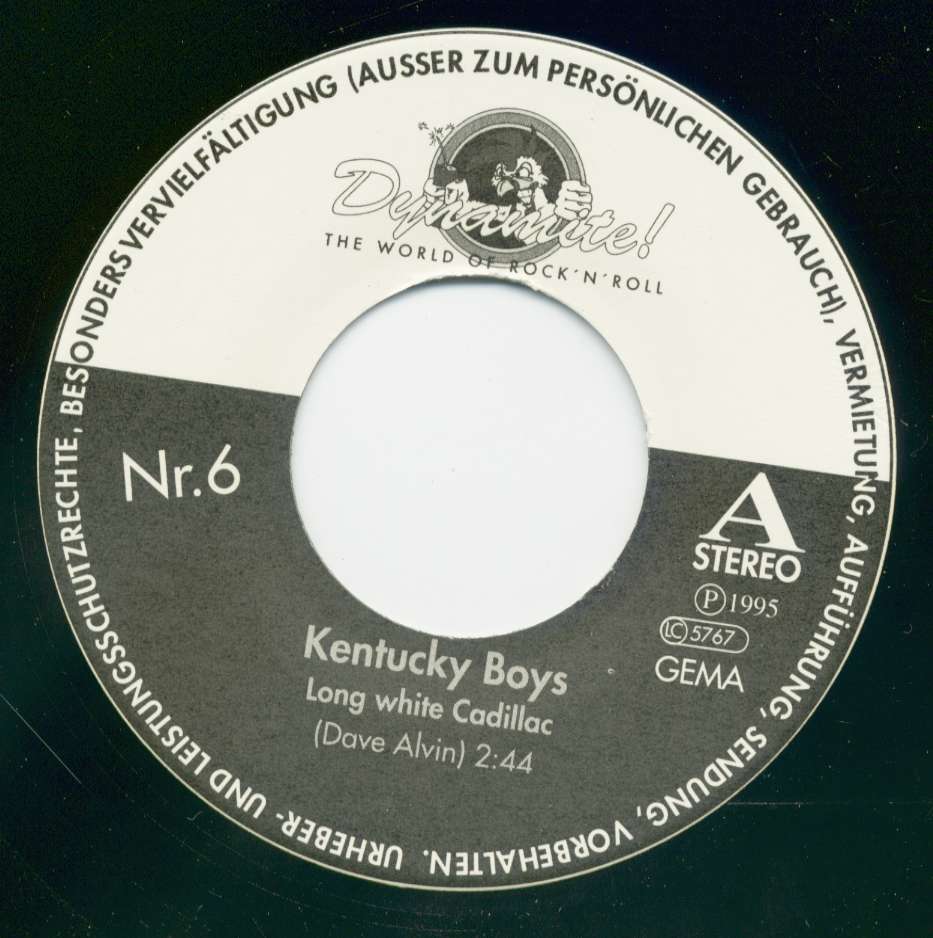 URHEBER- UND LEISTUNGSSCHUTZRECHTE, BESONDERS VERVIELFÄLTIGUNG (AUSSER ZUM PERSÖNLICHEN GEBRAUCH), VERMIETUNG, AUFFÜHRUNG, SENDUNG, VORBEHALTEN.
Dynamite!
THE WORLD OF ROCK'N'ROLL
Nr.6
A
STEREO
Ⓟ 1995
LC 5767
GEMA
Kentucky Boys
Long white Cadillac
(Dave Alvin) 2:44